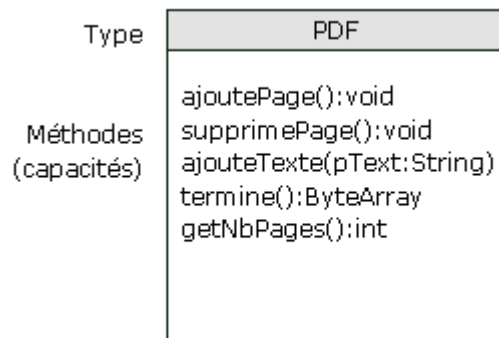 Type PDF
ajoutePage():void
Méthodes supprimePage():void
(capacités) ajouteTexte(pText:String)
termine():ByteArray
getNbPages():int